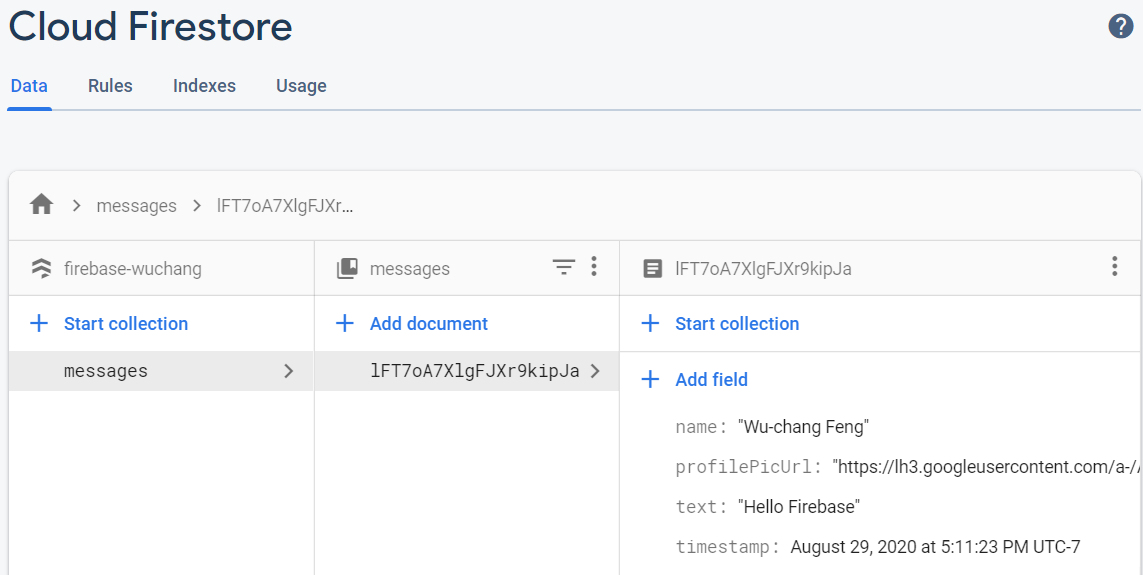 Cloud Firestore
Data Rules Indexes Usage
messages lFT7oA7XlgFJXr...
firebase-wuchang messages lFT7oA7XlgFJXr9kipJa
Start collection Add document Start collection
messages lFT7oA7XlgFJXr9kipJa
Add field
name: "Wu-chang Feng"
profilePicUrl: "https://lh3.googleusercontent.com/a-/
text: "Hello Firebase"
timestamp: August 29, 2020 at 5:11:23 PM UTC-7